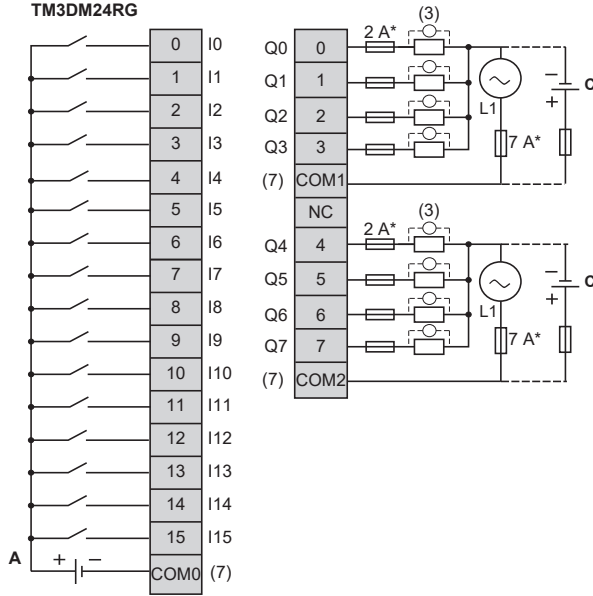 TM3DM24RG
0 I0
1 I1
2 I2
3 I3
4 I4
5 I5
6 I6
7 I7
8 I8
9 I9
10 I10
11 I11
12 I12
13 I13
14 I14
15 I15
A + − COM0 (7)
(3)
Q0 0 2 A*
Q1 1 − C
+
Q2 2 L1
Q3 3 7 A*
(7) COM1
NC
(3)
Q4 4 2 A*
Q5 5 − C
+
Q6 6 L1
Q7 7 7 A*
(7) COM2